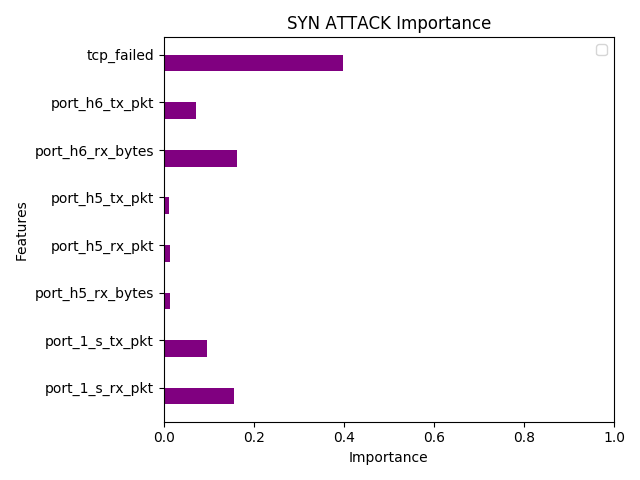 SYN ATTACK Importance
tcp_failed
port_h6_tx_pkt
port_h6_rx_bytes
port_h5_tx_pkt
port_h5_rx_pkt
port_h5_rx_bytes
port_1_s_tx_pkt
port_1_s_rx_pkt
Features
0.0 0.2 0.4 0.6 0.8 1.0
Importance